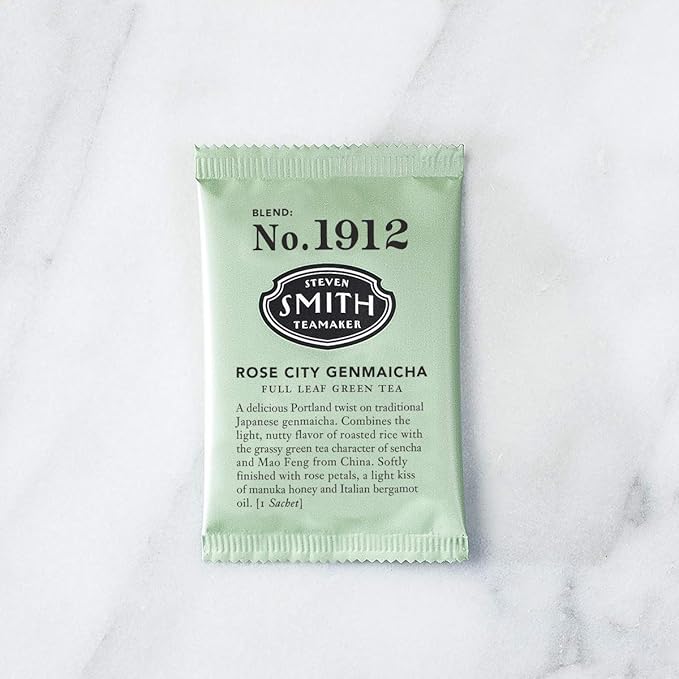 BLEND:
No. 1912
STEVEN
SMITH
TEAMAKER
ROSE CITY GENMAICHA
FULL LEAF GREEN TEA
A delicious Portland twist on traditional
Japanese genmaicha. Combines the
light, nutty flavor of roasted rice with
the grassy green tea character of sencha
and Mao Feng from China. Softly
finished with rose petals, a light kiss
of manuka honey and Italian bergamot
oil. [1 Sachet]